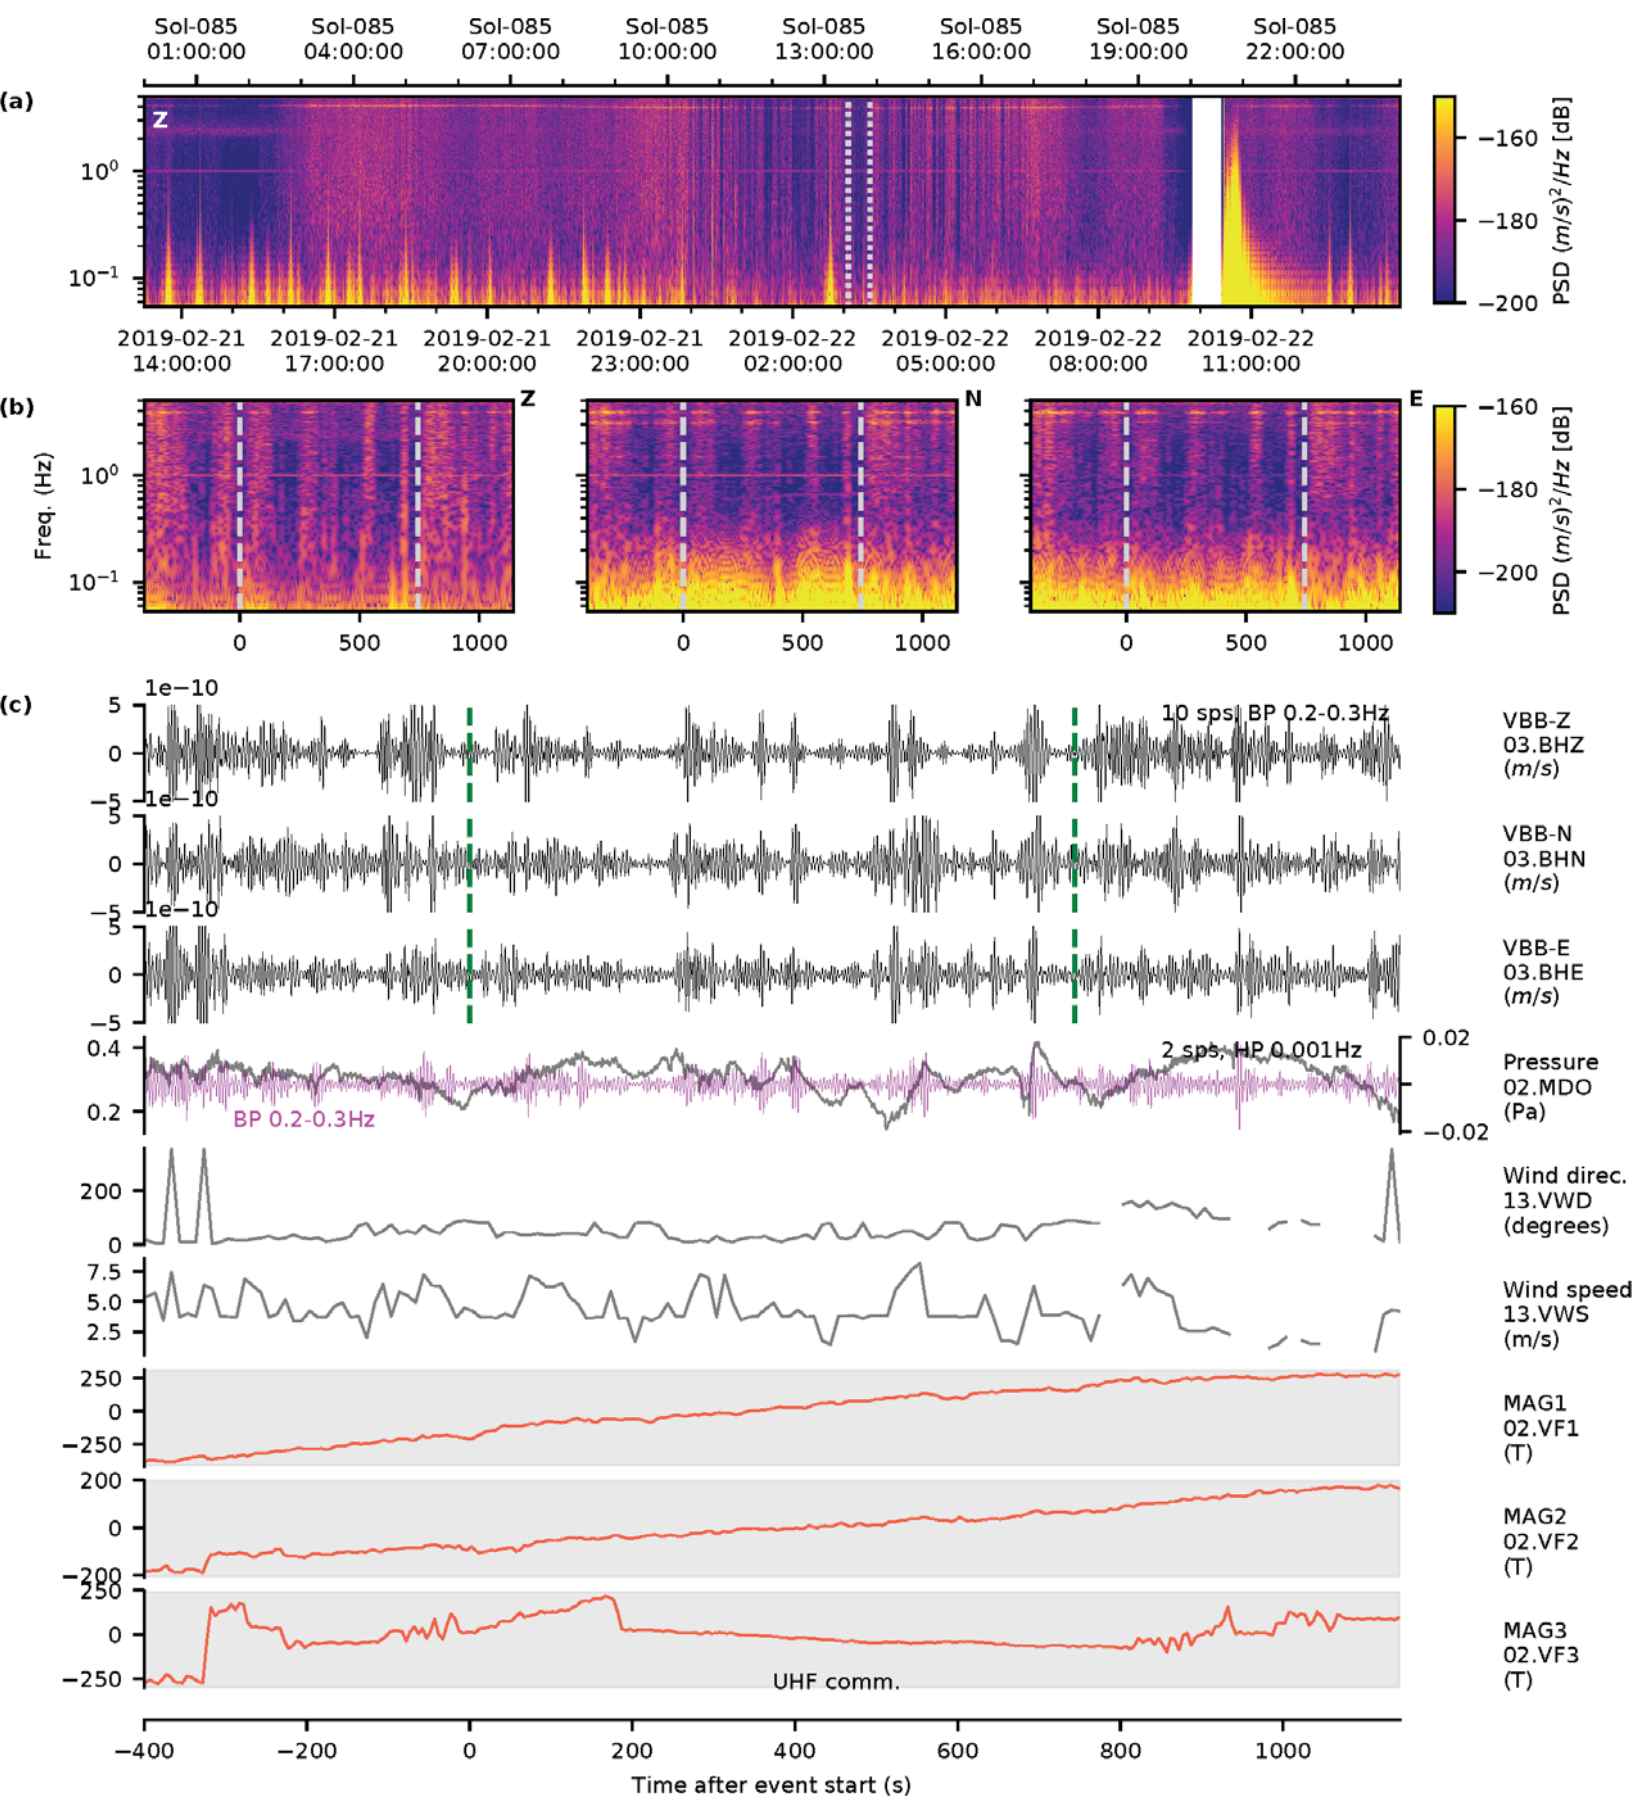 Sol-085 Sol-085 Sol-085 Sol-085 Sol-085 Sol-085 Sol-085 Sol-085
01:00:00 04:00:00 07:00:00 10:00:00 13:00:00 16:00:00 19:00:00 22:00:00
(a)
Z
10⁰
10⁻¹
−160
−180
−200
PSD (m/s)²/Hz [dB]
2019-02-21 2019-02-21 2019-02-21 2019-02-21 2019-02-22 2019-02-22 2019-02-22 2019-02-22
14:00:00 17:00:00 20:00:00 23:00:00 02:00:00 05:00:00 08:00:00 11:00:00
(b)
Z N E
Freq. (Hz)
10⁰
10⁻¹
−160
−180
−200
PSD (m/s)²/Hz [dB]
0 500 1000 0 500 1000 0 500 1000
(c)
1e−10
5
0
−5
10 sps, BP 0.2-0.3Hz
VBB-Z
03.BHZ
(m/s)
1e−10
5
0
−5
VBB-N
03.BHN
(m/s)
1e−10
5
0
−5
VBB-E
03.BHE
(m/s)
0.4
0.2
BP 0.2-0.3Hz
2 sps, HP 0.001Hz
0.02
−0.02
Pressure
02.MDO
(Pa)
200
0
Wind direc.
13.VWD
(degrees)
7.5
5.0
2.5
Wind speed
13.VWS
(m/s)
250
0
−250
MAG1
02.VF1
(T)
200
0
−200
MAG2
02.VF2
(T)
250
0
−250
UHF comm.
MAG3
02.VF3
(T)
−400 −200 0 200 400 600 800 1000
Time after event start (s)